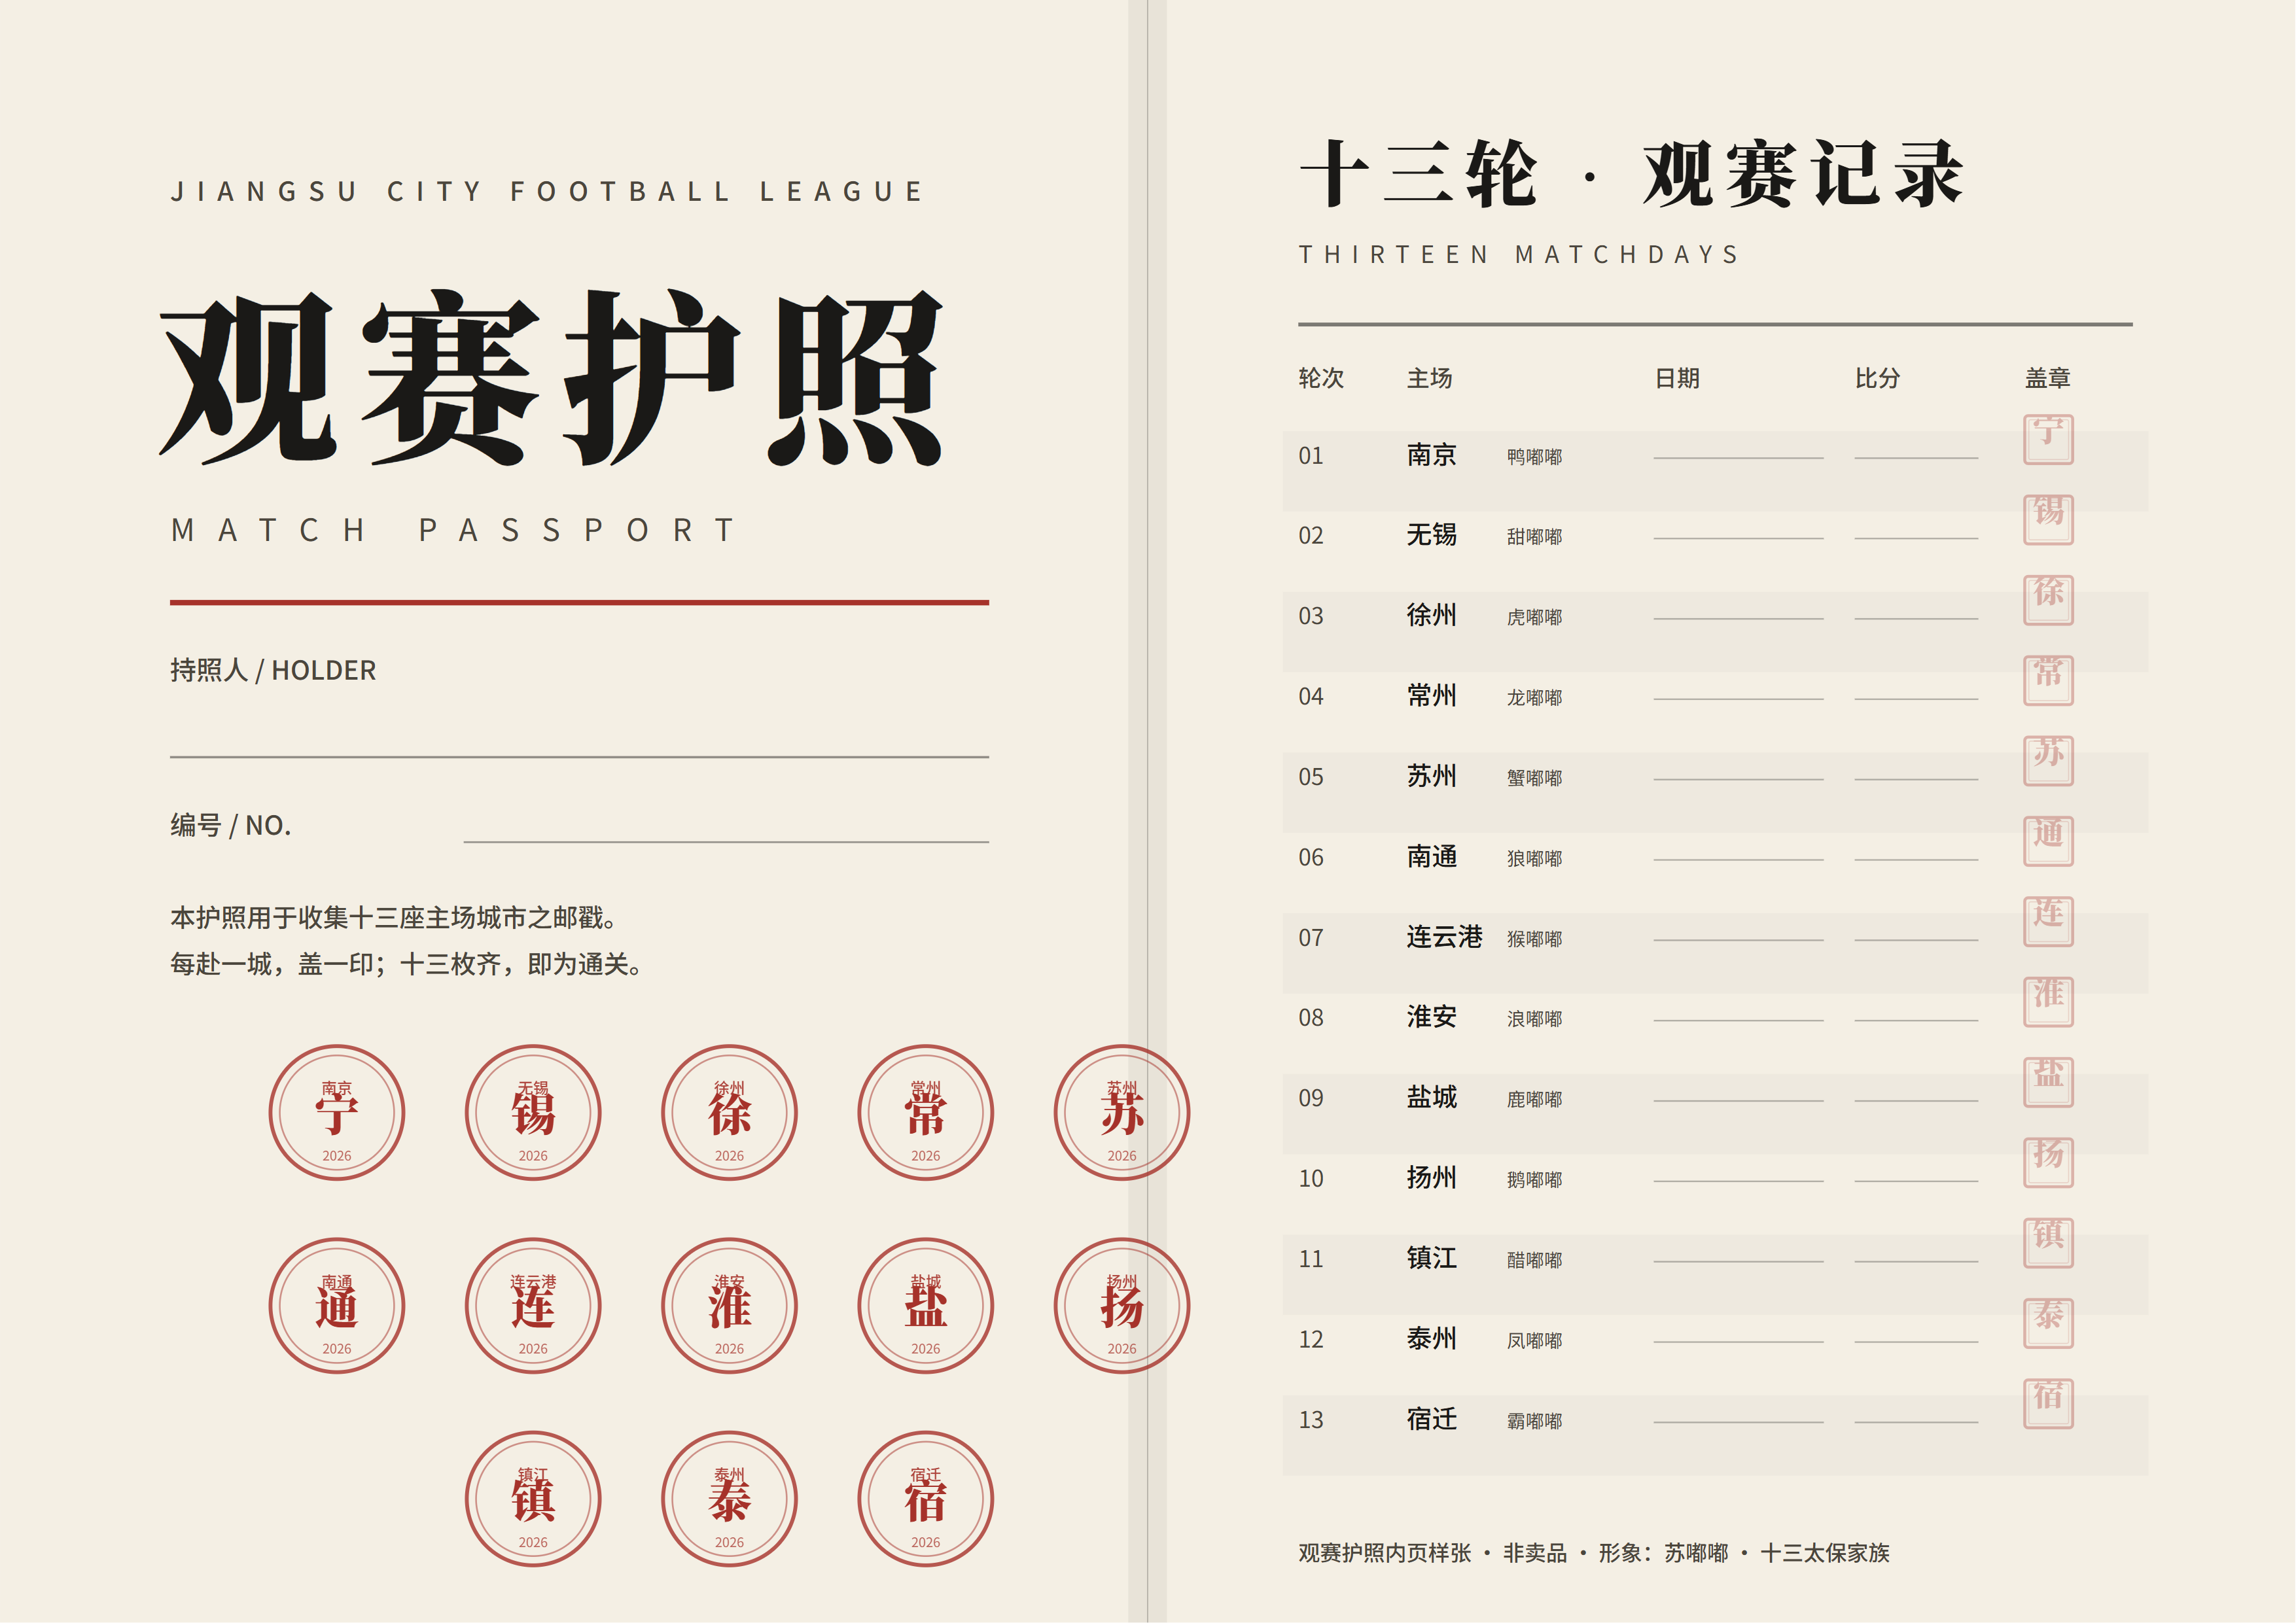 JIANGSU CITY FOOTBALL LEAGUE
观赛护照
MATCH PASSPORT
持照人 / HOLDER
编号 / NO.
本护照用于收集十三座主场城市之邮戳。
每赴一城，盖一印；十三枚齐，即为通关。
南京
宁
2026
无锡
锡
2026
徐州
徐
2026
常州
常
2026
苏州
苏
2026
南通
通
2026
连云港
连
2026
淮安
淮
2026
盐城
盐
2026
扬州
扬
2026
镇江
镇
2026
泰州
泰
2026
宿迁
宿
2026
十三轮 · 观赛记录
THIRTEEN MATCHDAYS
轮次 主场 日期 比分 盖章
01 南京 鸭嘟嘟 宁
02 无锡 甜嘟嘟 锡
03 徐州 虎嘟嘟 徐
04 常州 龙嘟嘟 常
05 苏州 蟹嘟嘟 苏
06 南通 狼嘟嘟 通
07 连云港 猴嘟嘟 连
08 淮安 浪嘟嘟 淮
09 盐城 鹿嘟嘟 盐
10 扬州 鹅嘟嘟 扬
11 镇江 醋嘟嘟 镇
12 泰州 凤嘟嘟 泰
13 宿迁 霸嘟嘟 宿
观赛护照内页样张 · 非卖品 · 形象：苏嘟嘟 · 十三太保家族